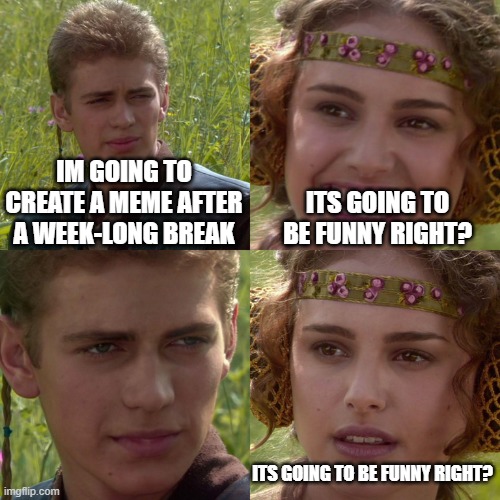 IM GOING TO
CREATE A MEME AFTER
A WEEK-LONG BREAK
ITS GOING TO
BE FUNNY RIGHT?
ITS GOING TO BE FUNNY RIGHT?
imgflip.com